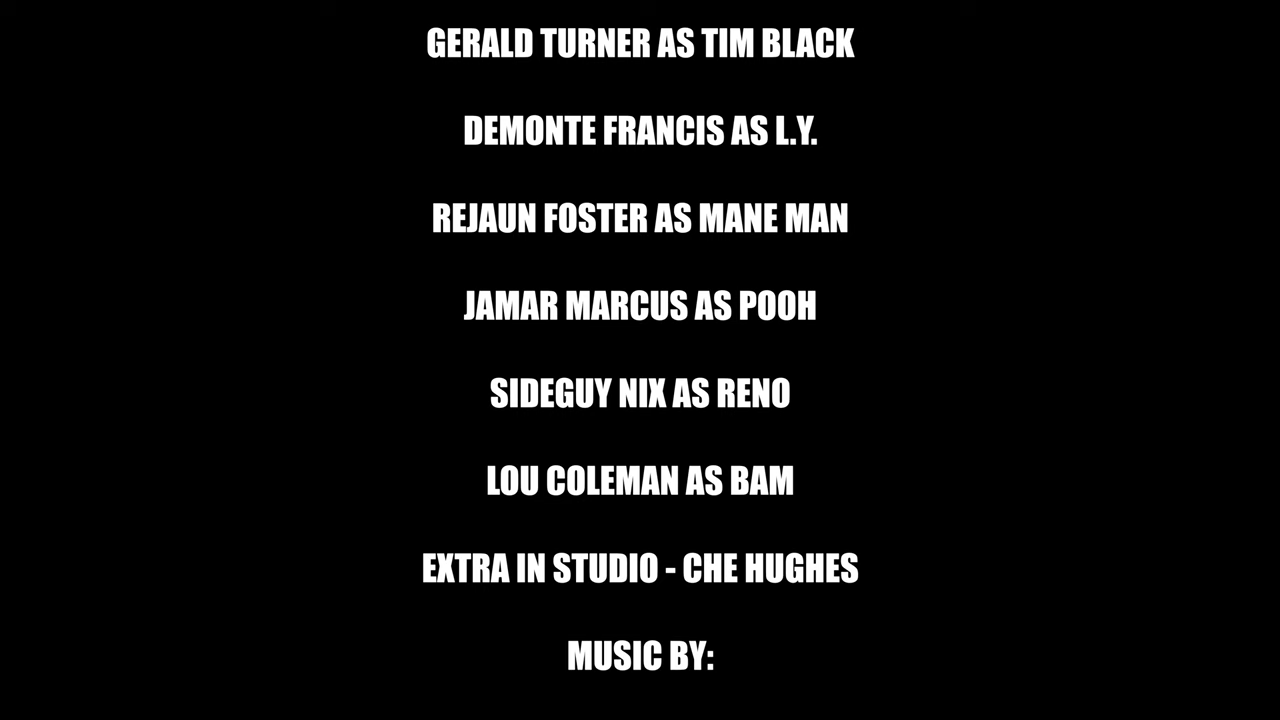 GERALD TURNER AS TIM BLACK
DEMONTE FRANCIS AS L.Y.
REJAUN FOSTER AS MANE MAN
JAMAR MARCUS AS POOH
SIDEGUY NIX AS RENO
LOU COLEMAN AS BAM
EXTRA IN STUDIO - CHE HUGHES
MUSIC BY: